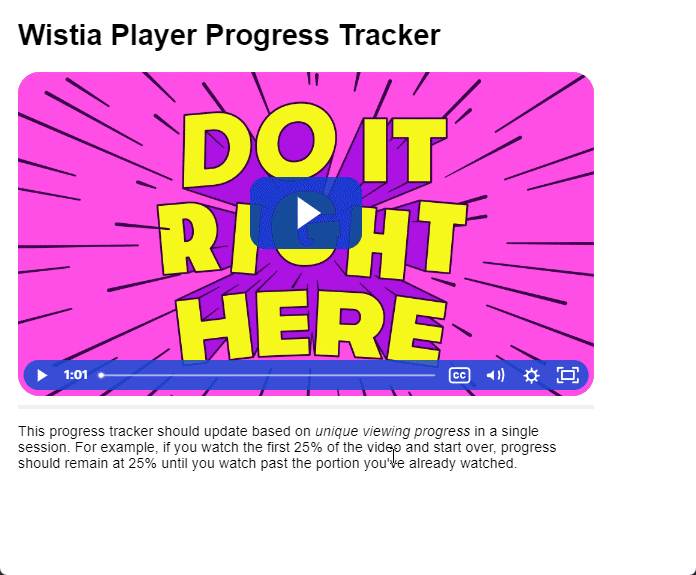 Wistia Player Progress Tracker
DO IT
RIGHT
HERE
1:01
CC
This progress tracker should update based on unique viewing progress in a single
session. For example, if you watch the first 25% of the video and start over, progress
should remain at 25% until you watch past the portion you've already watched.